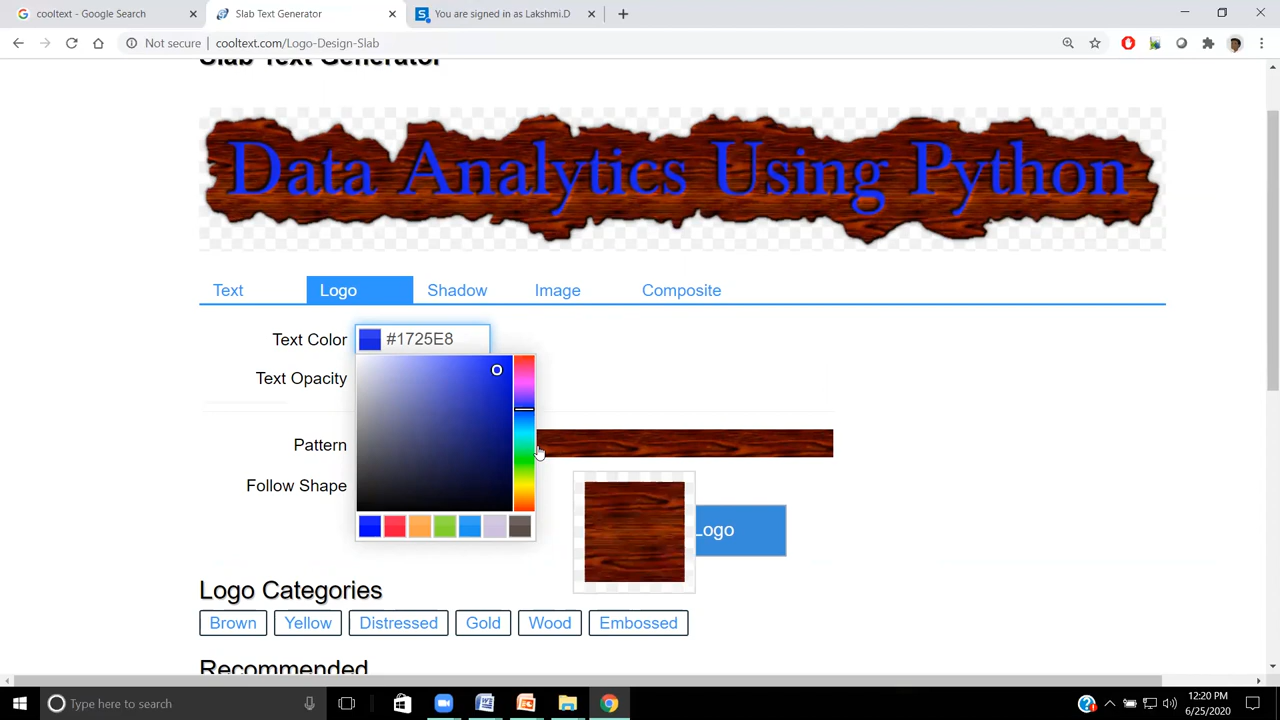 cooltext - Google Search
Slab Text Generator
You are signed in as Lakshmi.D
Not secure | cooltext.com/Logo-Design-Slab
Slab Text Generator
Data Analytics Using Python
Text Logo Shadow Image Composite
Text Color #1725E8
Text Opacity
Pattern
Follow Shape
Logo
Logo Categories
Brown Yellow Distressed Gold Wood Embossed
Recommended
Type here to search
12:20 PM
6/25/2020